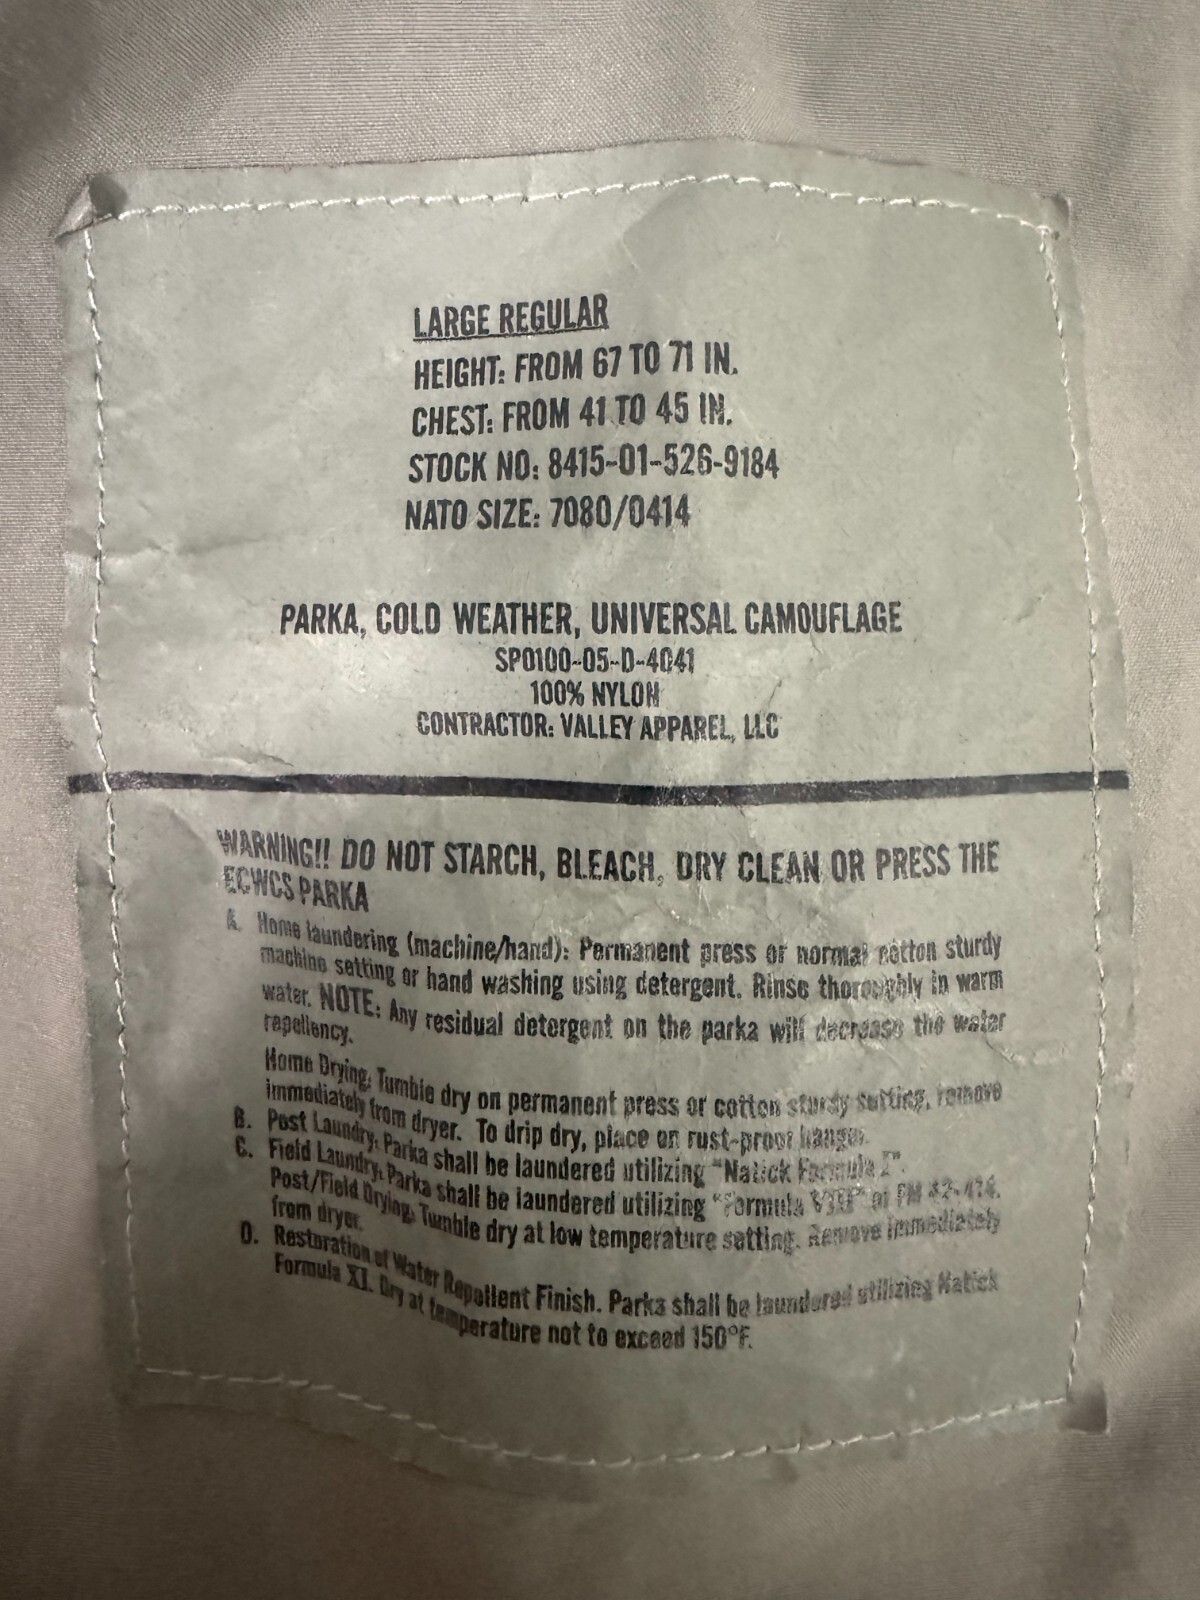 LARGE REGULAR
HEIGHT: FROM 67 TO 71 IN.
CHEST: FROM 41 TO 45 IN.
STOCK NO: 8415-01-526-9184
NATO SIZE: 7080/0414
PARKA, COLD WEATHER, UNIVERSAL CAMOUFLAGE
SP0100-05-D-4041
100% NYLON
CONTRACTOR: VALLEY APPAREL, LLC
WARNING!! DO NOT STARCH, BLEACH, DRY CLEAN OR PRESS THE
ECWCS PARKA
A. Home laundering (machine/hand): Permanent press or normal cotton sturdy
machine setting or hand washing using detergent. Rinse thoroughly in warm
water. NOTE: Any residual detergent on the parka will decrease the water
repellency.
Home Drying: Tumble dry on permanent press or cotton sturdy setting, remove
immediately from dryer. To drip dry, place on rust-proof hanger.
B. Post Laundry: Parka shall be laundered utilizing "Natick Formula
C. Field Laundry: Parka shall be laundered utilizing "Formula VIII" of FM 42-414.
Post/Field Drying: Tumble dry at low temperature setting. Remove immediately
from dryer.
D. Restoration of Water Repellent Finish. Parka shall be laundered utilizing Natick
Formula XI. Dry at temperature not to exceed 150°F.